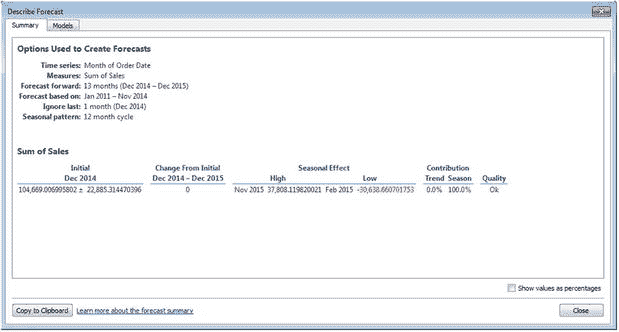 Describe Forecast
Summary Models
Options Used to Create Forecasts
Time series: Month of Order Date
Measures: Sum of Sales
Forecast forward: 13 months (Dec 2014 – Dec 2015)
Forecast based on: Jan 2011 – Nov 2014
Ignore last: 1 month (Dec 2014)
Seasonal pattern: 12 month cycle
Sum of Sales
Initial Change From Initial Seasonal Effect Contribution
Dec 2014 Dec 2014 – Dec 2015 High Low Trend Season Quality
104,669.006995802 ± 22,885.314470396 0 Nov 2015 37,808.119820021 Feb 2015 -30,638.660701753 0.0% 100.0% Ok
Show values as percentages
Copy to Clipboard Learn more about the forecast summary Close